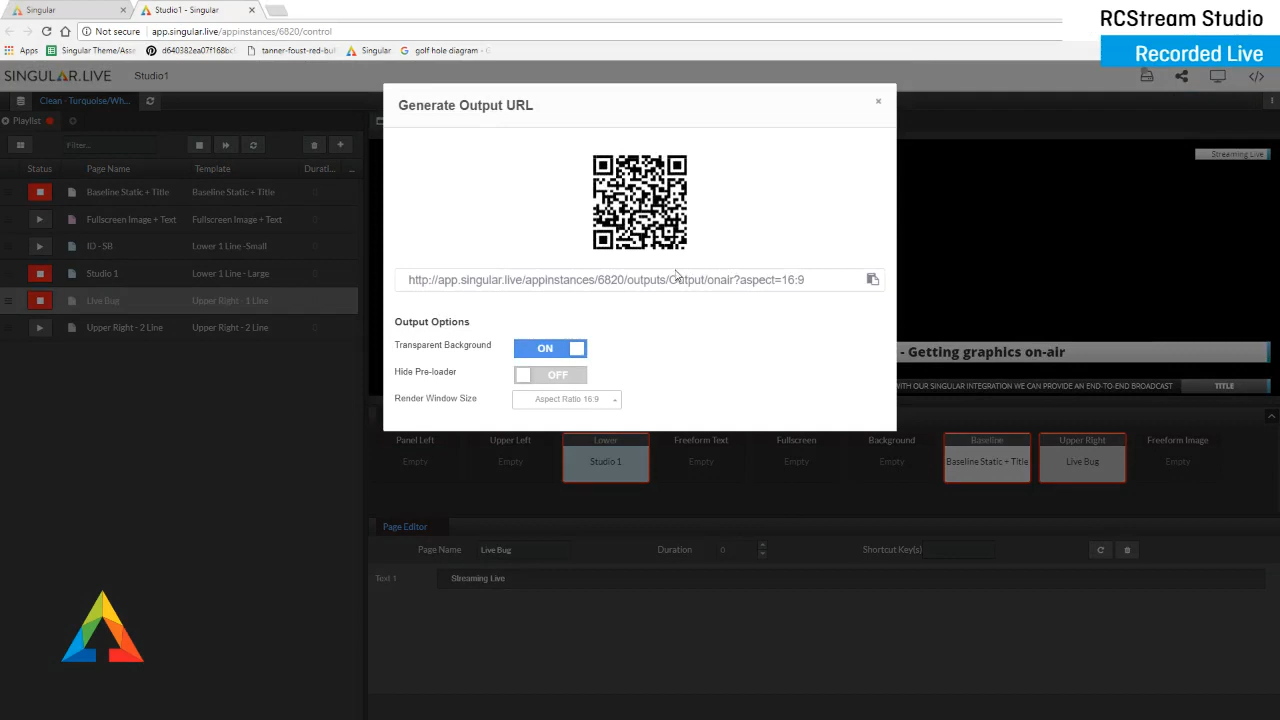 Singular
Studio1 - Singular
RCStream Studio
Recorded Live
Not secure
app.singular.live/appinstances/6820/control
Apps
Singular Theme/Asse
d640382ea07f168bf
tanner-foust-red-bull
Singular
golf hole diagram - G
SINGULAR.LIVE
Studio1
Clean - Turquoise/Wh...
Playlist
Filter...
Status
Page Name
Template
Durati...
...
Baseline Static + Title
Baseline Static + Title
0
Fullscreen Image + Text
Fullscreen Image + Text
0
ID - SR
Lower 1 Line -Small
0
Studio 1
Lower 1 Line - Large
Live Bug
Upper Right - 1 Line
Upper Right - 2 Line
Upper Right - 2 Line
Generate Output URL
×
http://app.singular.live/appinstances/6820/outputs/Output/onair?aspect=16:9
Output Options
Transparent Background
ON
Hide Pre-loader
OFF
Render Window Size
Aspect Ratio 16:9
Streaming Live
- Getting graphics on-air
WITH OUR SINGULAR INTEGRATION WE CAN PROVIDE AN END-TO-END BROADCAST
TITLE
Panel Left
Upper Left
Lower
Freeform Text
Fullscreen
Background
Baseline
Upper Right
Freeform Image
Empty
Empty
Studio 1
Empty
Empty
Empty
Baseline Static + Title
Live Bug
Empty
Page Editor
Page Name
Live Bug
Duration
0
Shortcut Key(s)
Text 1
Streaming Live